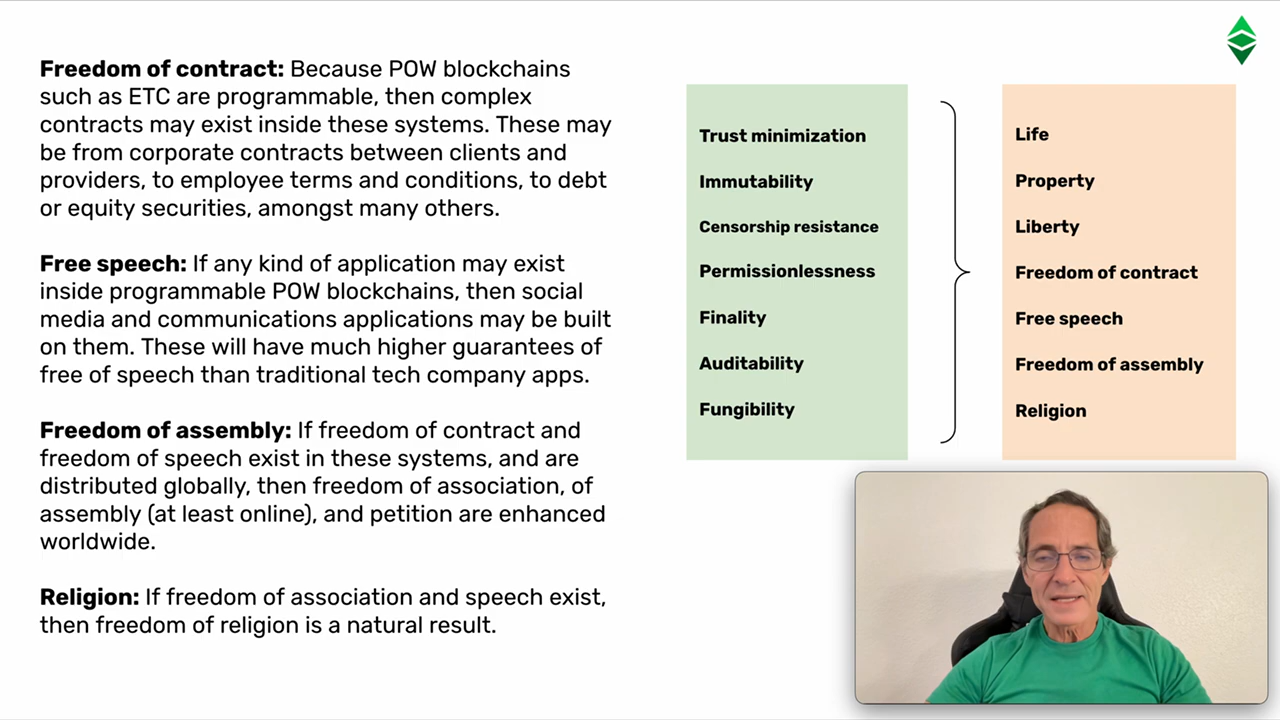 Freedom of contract: Because POW blockchains
such as ETC are programmable, then complex
contracts may exist inside these systems. These may
be from corporate contracts between clients and
providers, to employee terms and conditions, to debt
or equity securities, amongst many others.
Free speech: If any kind of application may exist
inside programmable POW blockchains, then social
media and communications applications may be built
on them. These will have much higher guarantees of
free of speech than traditional tech company apps.
Freedom of assembly: If freedom of contract and
freedom of speech exist in these systems, and are
distributed globally, then freedom of association, of
assembly (at least online), and petition are enhanced
worldwide.
Religion: If freedom of association and speech exist,
then freedom of religion is a natural result.
Trust minimization
Immutability
Censorship resistance
Permissionlessness
Finality
Auditability
Fungibility
Life
Property
Liberty
Freedom of contract
Free speech
Freedom of assembly
Religion